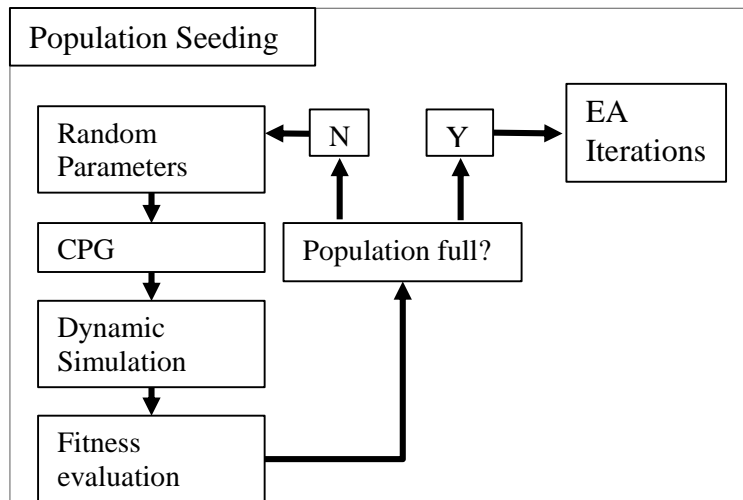 Population Seeding
Random
Parameters
N
Y
EA
Iterations
CPG
Population full?
Dynamic
Simulation
Fitness
evaluation